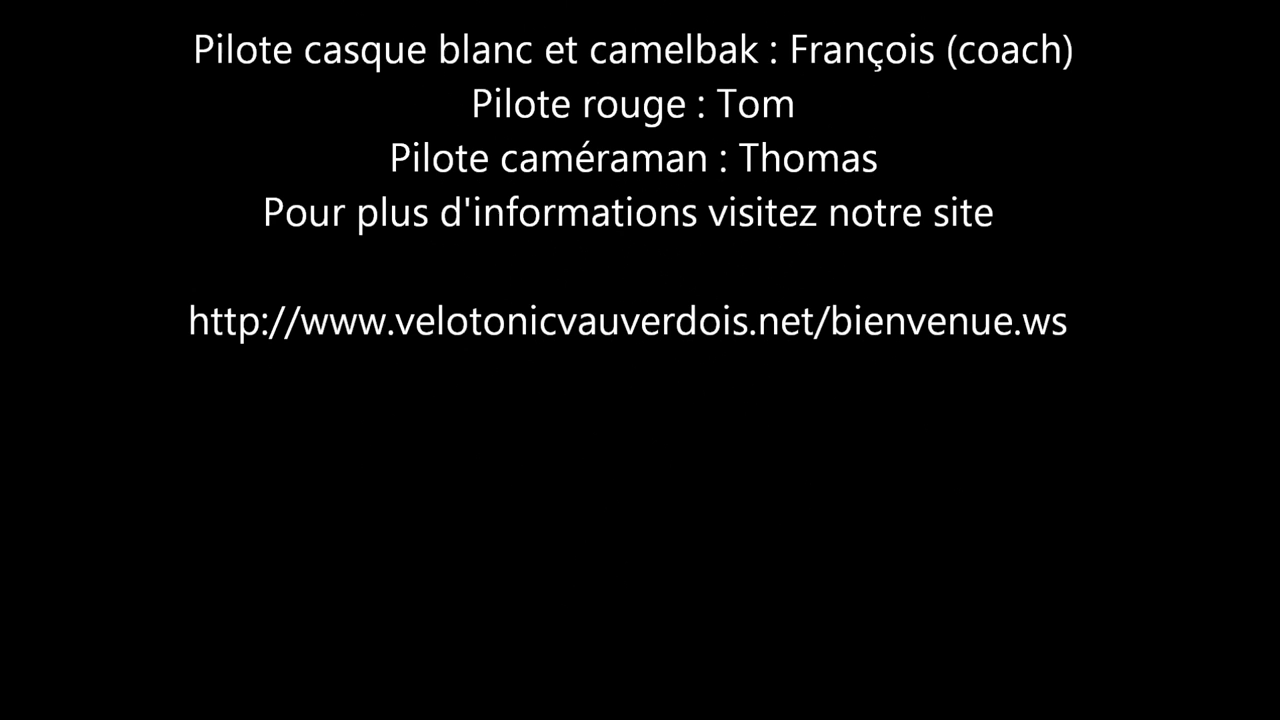 Pilote casque blanc et camelbak : François (coach)
Pilote rouge : Tom
Pilote caméraman : Thomas
Pour plus d'informations visitez notre site
http://www.velotonicvauverdois.net/bienvenue.ws